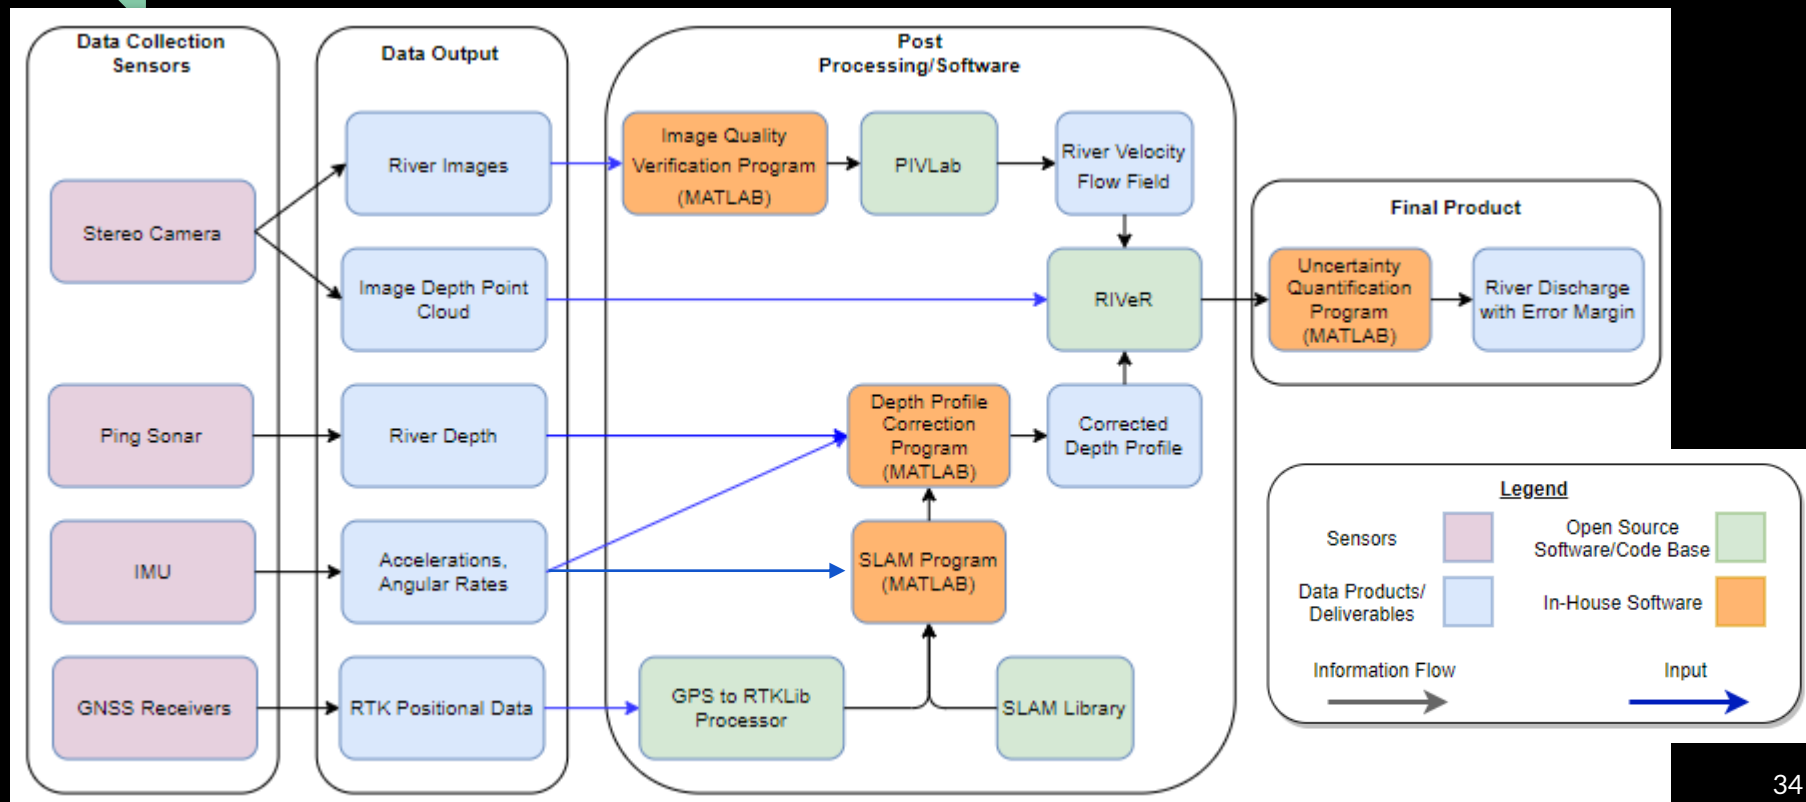 Data Collection
Sensors
Stereo Camera
Ping Sonar
IMU
GNSS Receivers
Data Output
River Images
Image Depth Point
Cloud
River Depth
Accelerations,
Angular Rates
RTK Positional Data
Post
Processing/Software
Image Quality
Verification Program
(MATLAB)
PIVLab
River Velocity
Flow Field
RIVeR
Depth Profile
Correction
Program
(MATLAB)
Corrected
Depth Profile
SLAM Program
(MATLAB)
GPS to RTKLib
Processor
SLAM Library
Final Product
Uncertainty
Quantification
Program
(MATLAB)
River Discharge
with Error Margin
Legend
Sensors
Open Source
Software/Code Base
Data Products/
Deliverables
In-House Software
Information Flow
Input
34